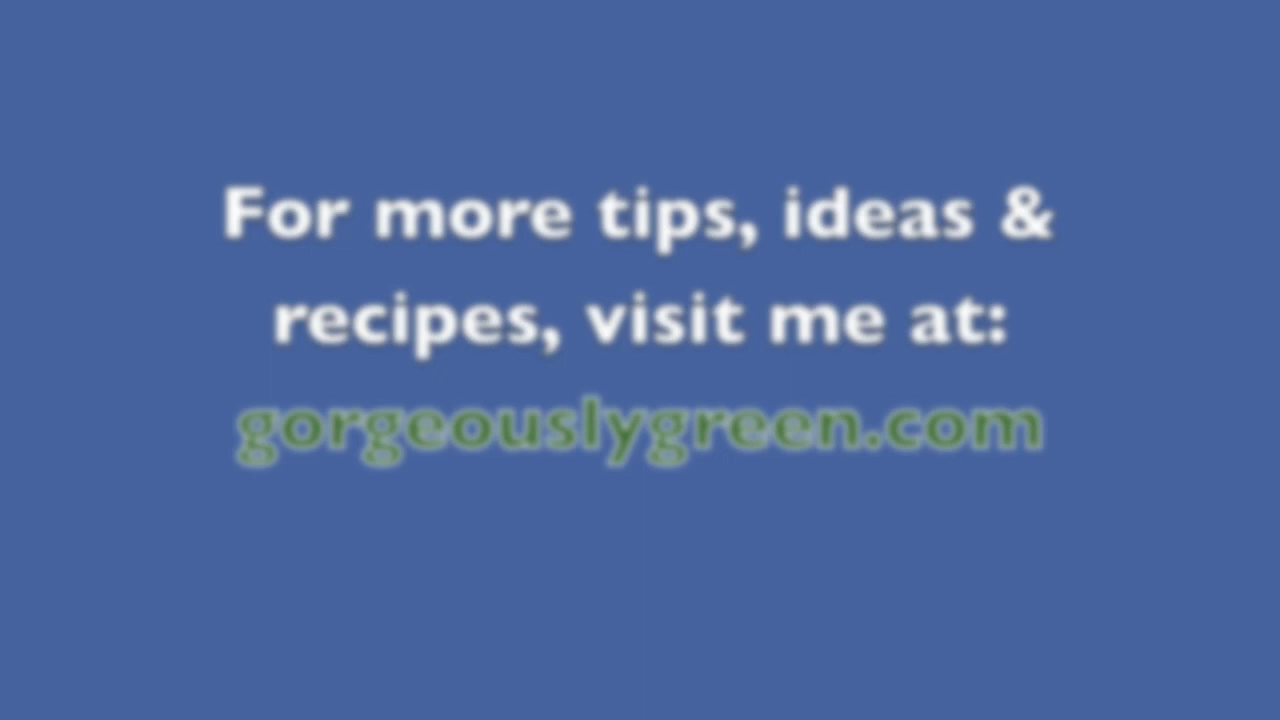 For more tips, ideas &
recipes, visit me at:
gorgeouslygreen.com